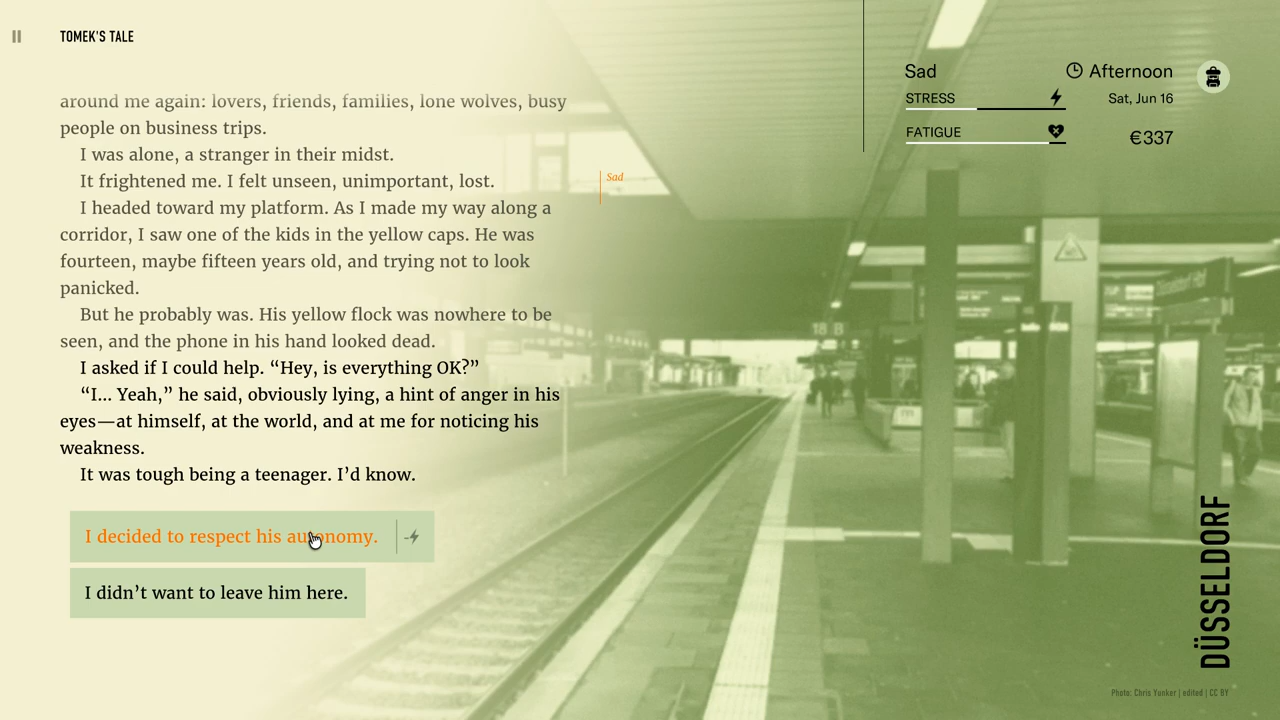 TOMEK'S TALE
around me again: lovers, friends, families, lone wolves, busy
people on business trips.
I was alone, a stranger in their midst.
It frightened me. I felt unseen, unimportant, lost.
Sad
I headed toward my platform. As I made my way along a
corridor, I saw one of the kids in the yellow caps. He was
fourteen, maybe fifteen years old, and trying not to look
panicked.
But he probably was. His yellow flock was nowhere to be
seen, and the phone in his hand looked dead.
I asked if I could help. “Hey, is everything OK?”
“I… Yeah,” he said, obviously lying, a hint of anger in his
eyes—at himself, at the world, and at me for noticing his
weakness.
It was tough being a teenager. I’d know.
I decided to respect his autonomy.
I didn’t want to leave him here.
Sad
Afternoon
STRESS
Sat, Jun 16
FATIGUE
€337
18
DÜSSELDORF
Photo: Chris Yunker | edited | CC BY